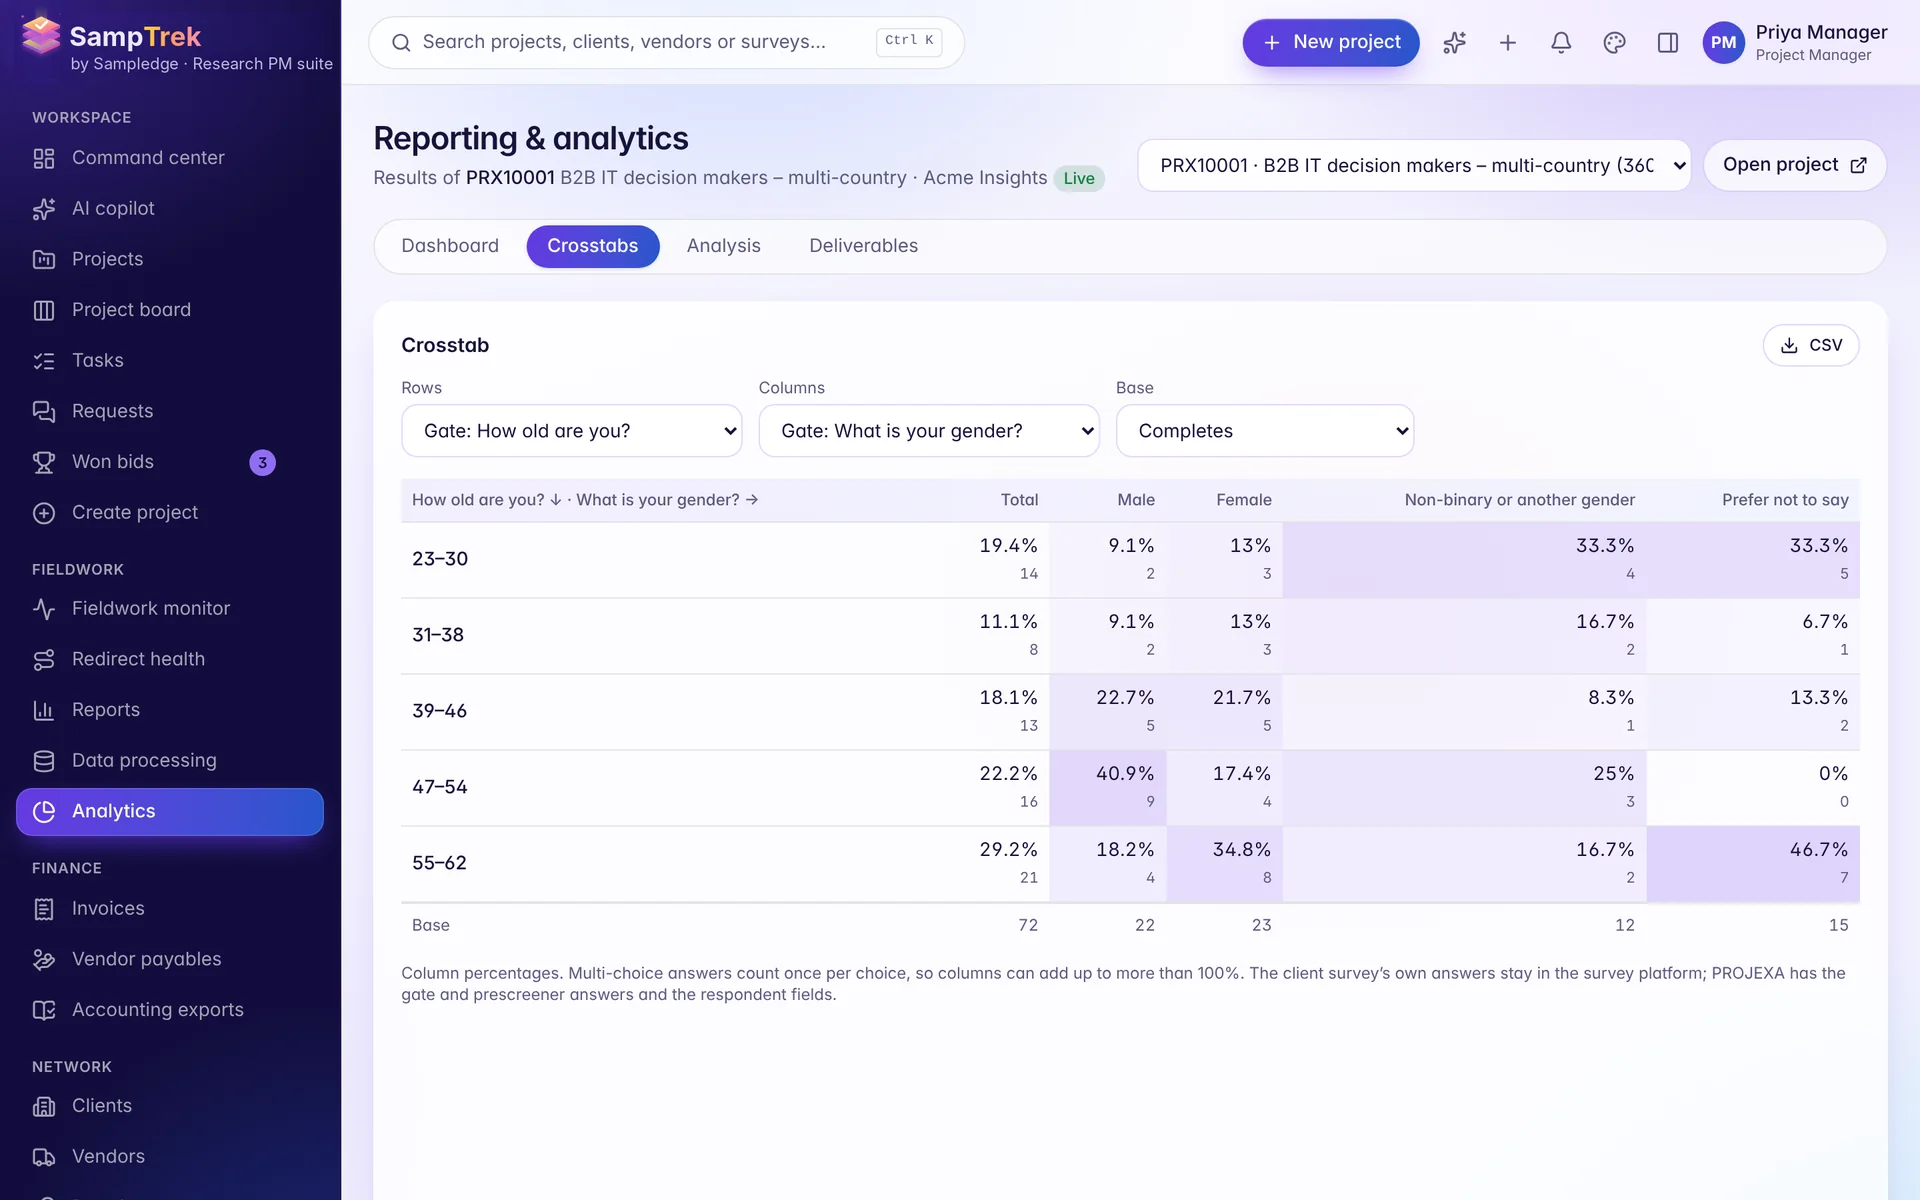 SampTrek
by Sampledge · Research PM suite
WORKSPACE
Command center
AI copilot
Projects
Project board
Tasks
Requests
Won bids 3
Create project
FIELDWORK
Fieldwork monitor
Redirect health
Reports
Data processing
Analytics
FINANCE
Invoices
Vendor payables
Accounting exports
NETWORK
Clients
Vendors
Search projects, clients, vendors or surveys... Ctrl K
New project
PM
Priya Manager
Project Manager
Reporting & analytics
Results of PRX10001 B2B IT decision makers – multi-country · Acme Insights Live
PRX10001 · B2B IT decision makers – multi-country (360
Open project
Dashboard Crosstabs Analysis Deliverables
Crosstab
CSV
Rows Columns Base
Gate: How old are you? Gate: What is your gender? Completes
How old are you? ↓ · What is your gender? → Total Male Female Non-binary or another gender Prefer not to say
23–30 19.4% 9.1% 13% 33.3% 33.3%
14 2 3 4 5
31–38 11.1% 9.1% 13% 16.7% 6.7%
8 2 3 2 1
39–46 18.1% 22.7% 21.7% 8.3% 13.3%
13 5 5 1 2
47–54 22.2% 40.9% 17.4% 25% 0%
16 9 4 3 0
55–62 29.2% 18.2% 34.8% 16.7% 46.7%
21 4 8 2 7
Base 72 22 23 12 15
Column percentages. Multi-choice answers count once per choice, so columns can add up to more than 100%. The client survey’s own answers stay in the survey platform; PROJEXA has the
gate and prescreener answers and the respondent fields.